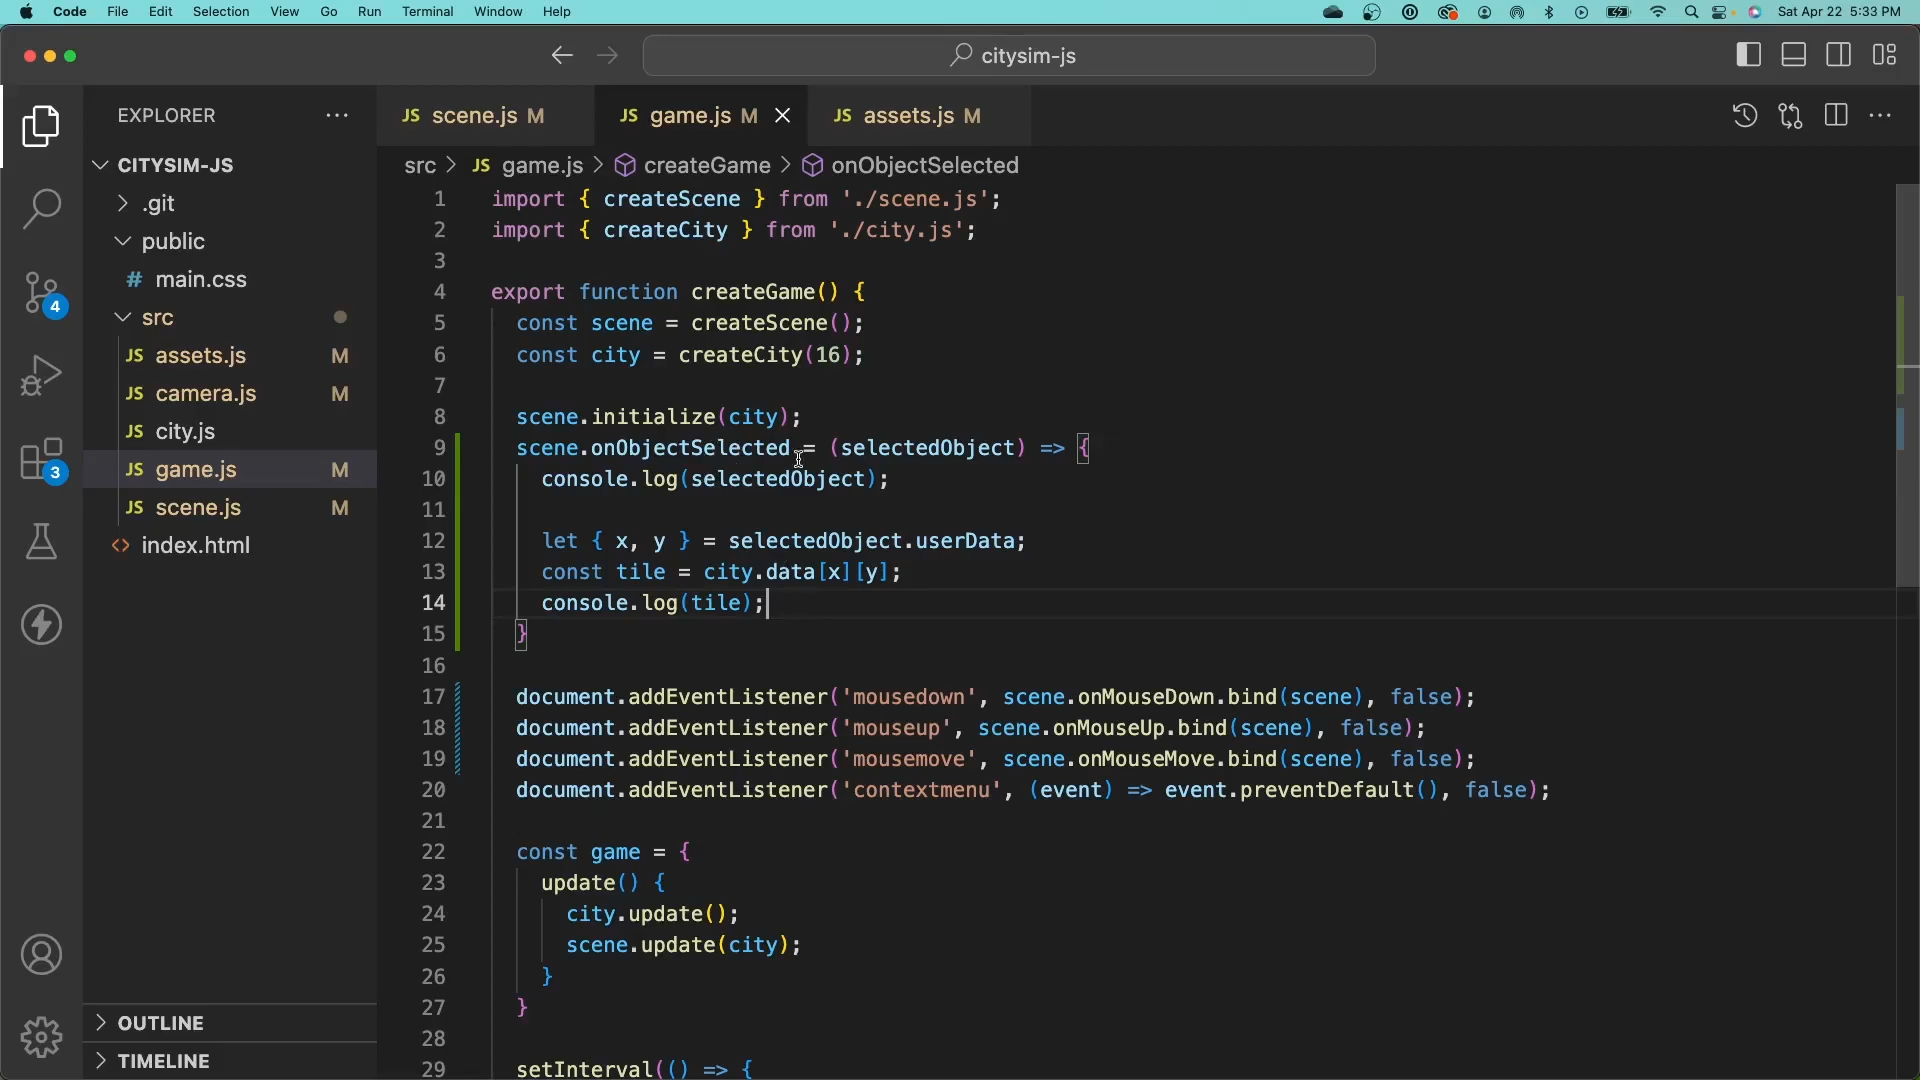 Code File Edit Selection View Go Run Terminal Window Help Sat Apr 22 5:33 PM
citysim-js
EXPLORER
JS scene.js M
JS game.js M
JS assets.js M
CITYSIM-JS
.git
public
# main.css
src
JS assets.js M
JS camera.js M
JS city.js
JS game.js M
JS scene.js M
<> index.html
4
3
OUTLINE
TIMELINE
src > JS game.js > createGame > onObjectSelected
1 import { createScene } from './scene.js';
2 import { createCity } from './city.js';
3
4 export function createGame() {
5 const scene = createScene();
6 const city = createCity(16);
7
8 scene.initialize(city);
9 scene.onObjectSelected = (selectedObject) => {
10 console.log(selectedObject);
11
12 let { x, y } = selectedObject.userData;
13 const tile = city.data[x][y];
14 console.log(tile);
15 }
16
17 document.addEventListener('mousedown', scene.onMouseDown.bind(scene), false);
18 document.addEventListener('mouseup', scene.onMouseUp.bind(scene), false);
19 document.addEventListener('mousemove', scene.onMouseMove.bind(scene), false);
20 document.addEventListener('contextmenu', (event) => event.preventDefault(), false);
21
22 const game = {
23 update() {
24 city.update();
25 scene.update(city);
26 }
27 }
28
29 setInterval(() => {